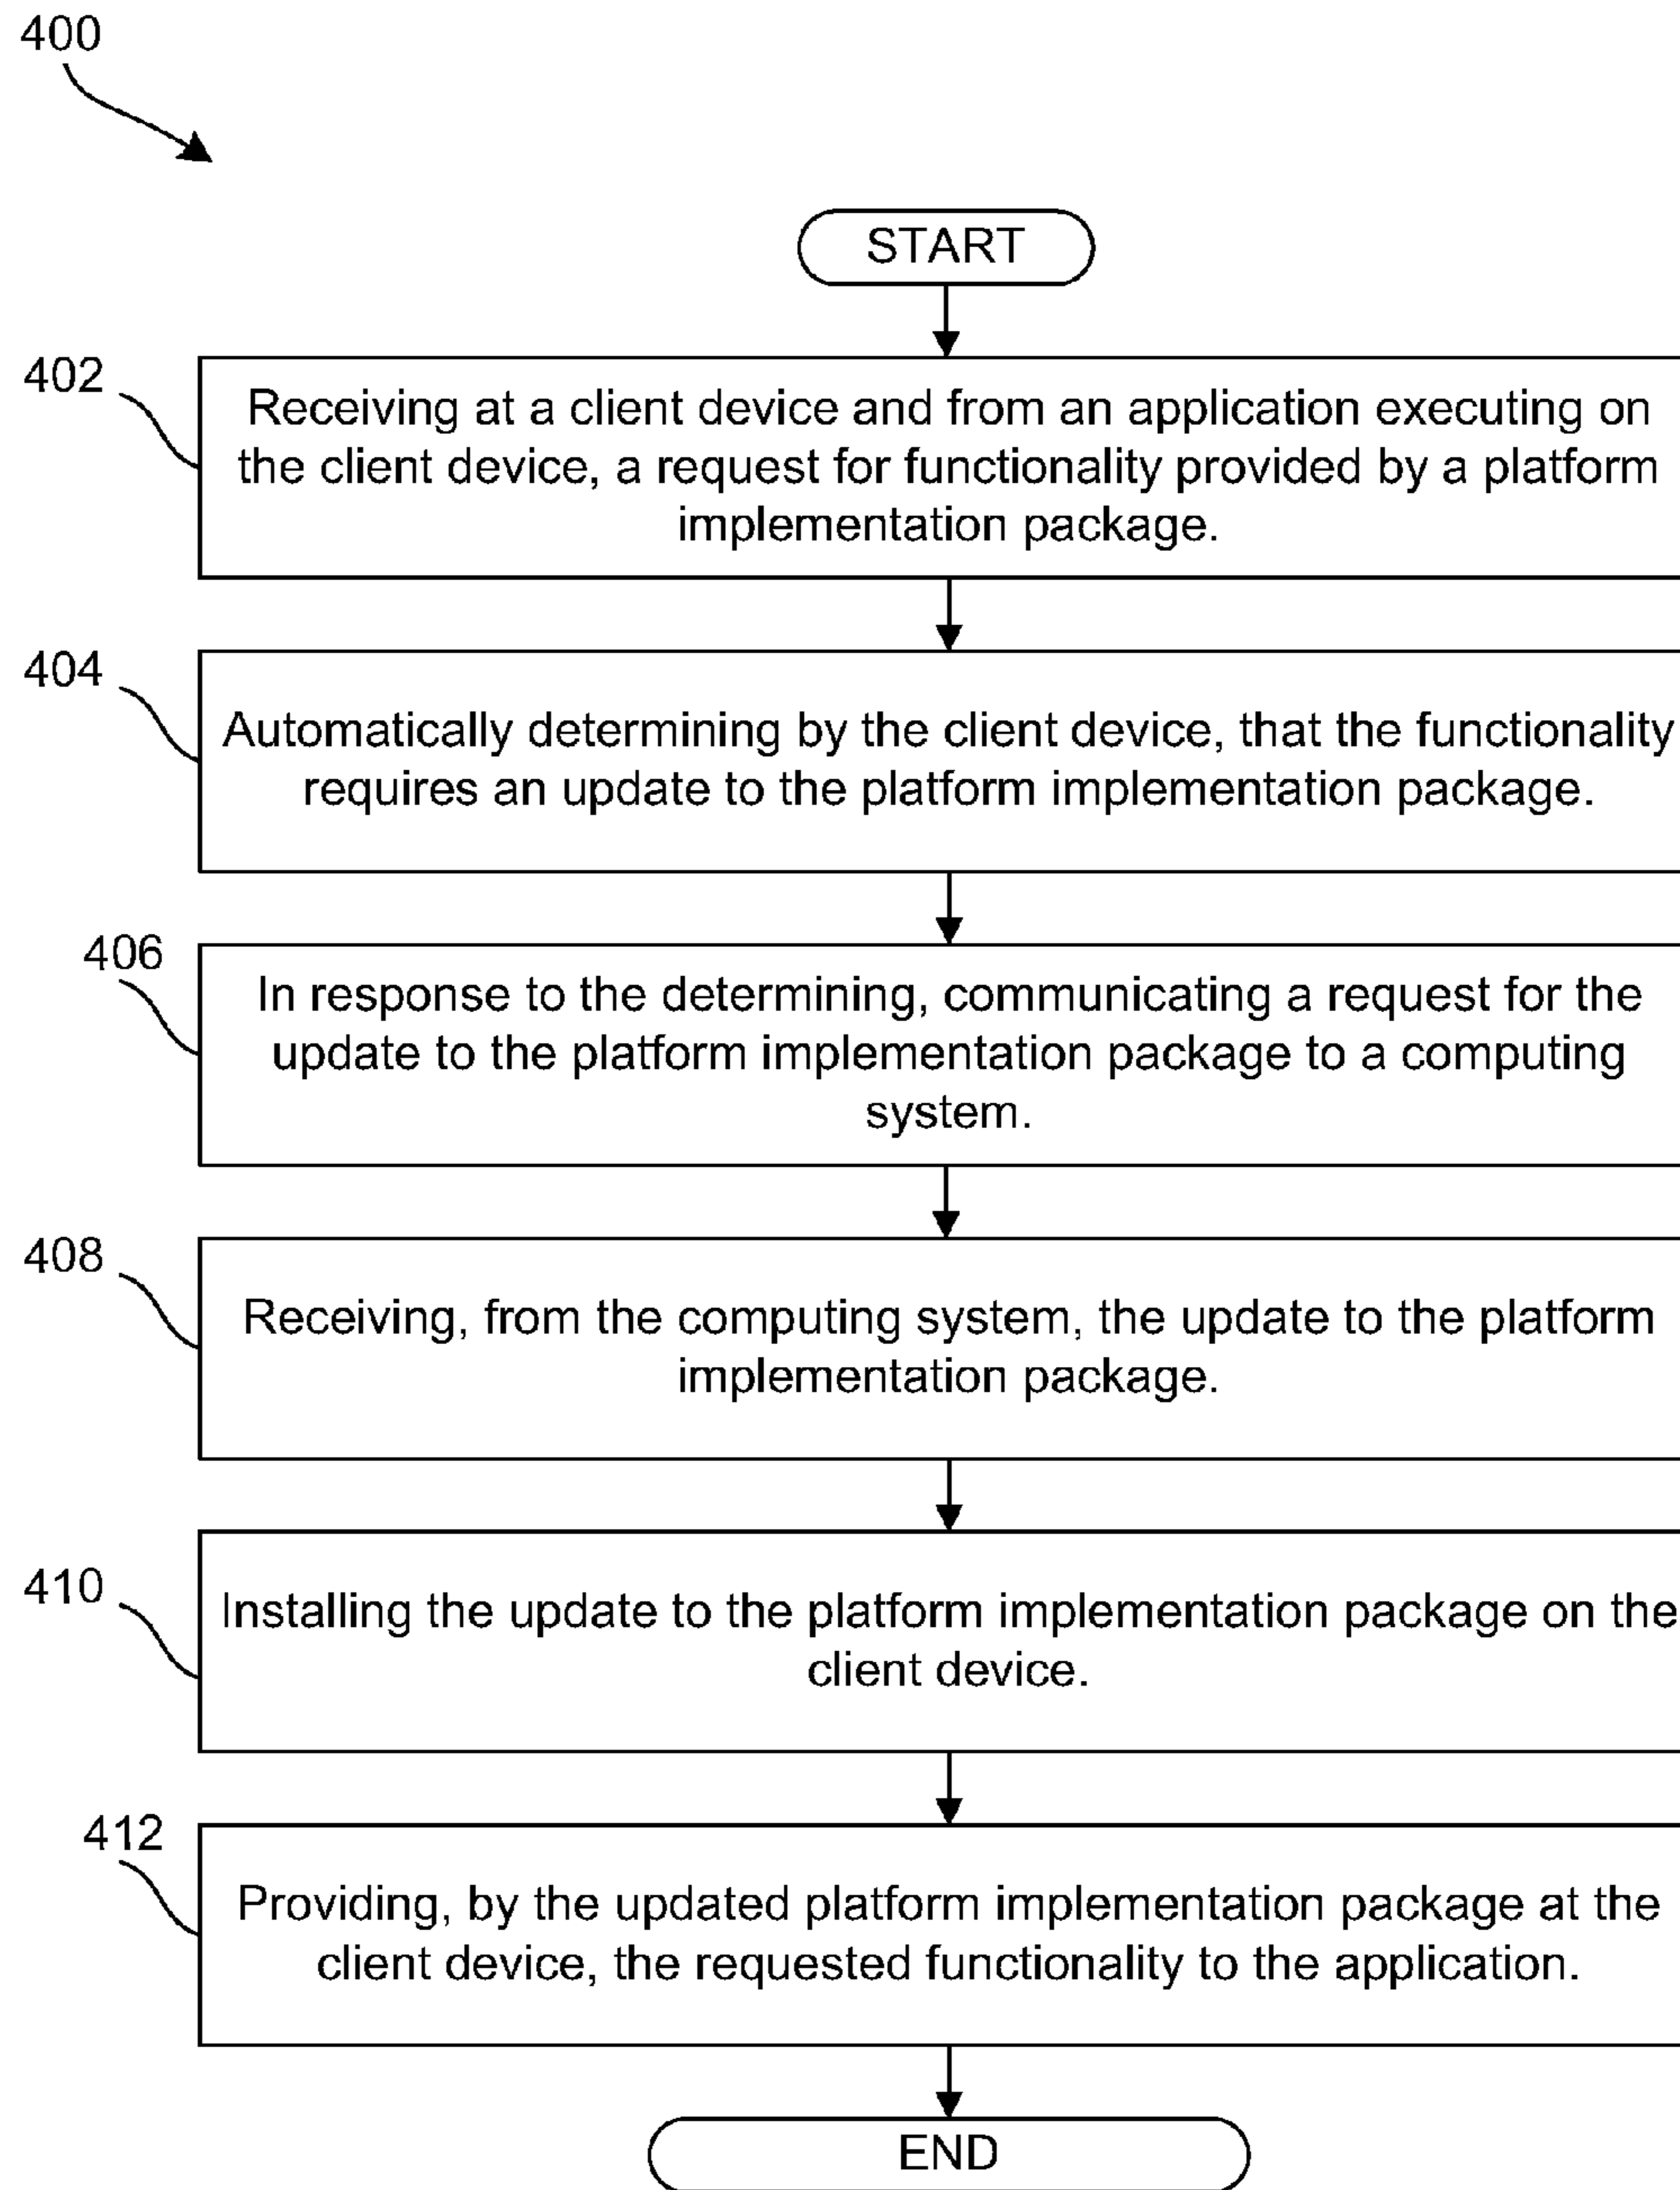 400
START
402
Receiving at a client device and from an application executing on
the client device, a request for functionality provided by a platform
implementation package.
404
Automatically determining by the client device, that the functionality
requires an update to the platform implementation package.
406
In response to the determining, communicating a request for the
update to the platform implementation package to a computing
system.
408
Receiving, from the computing system, the update to the platform
implementation package.
410
Installing the update to the platform implementation package on the
client device.
412
Providing, by the updated platform implementation package at the
client device, the requested functionality to the application.
END